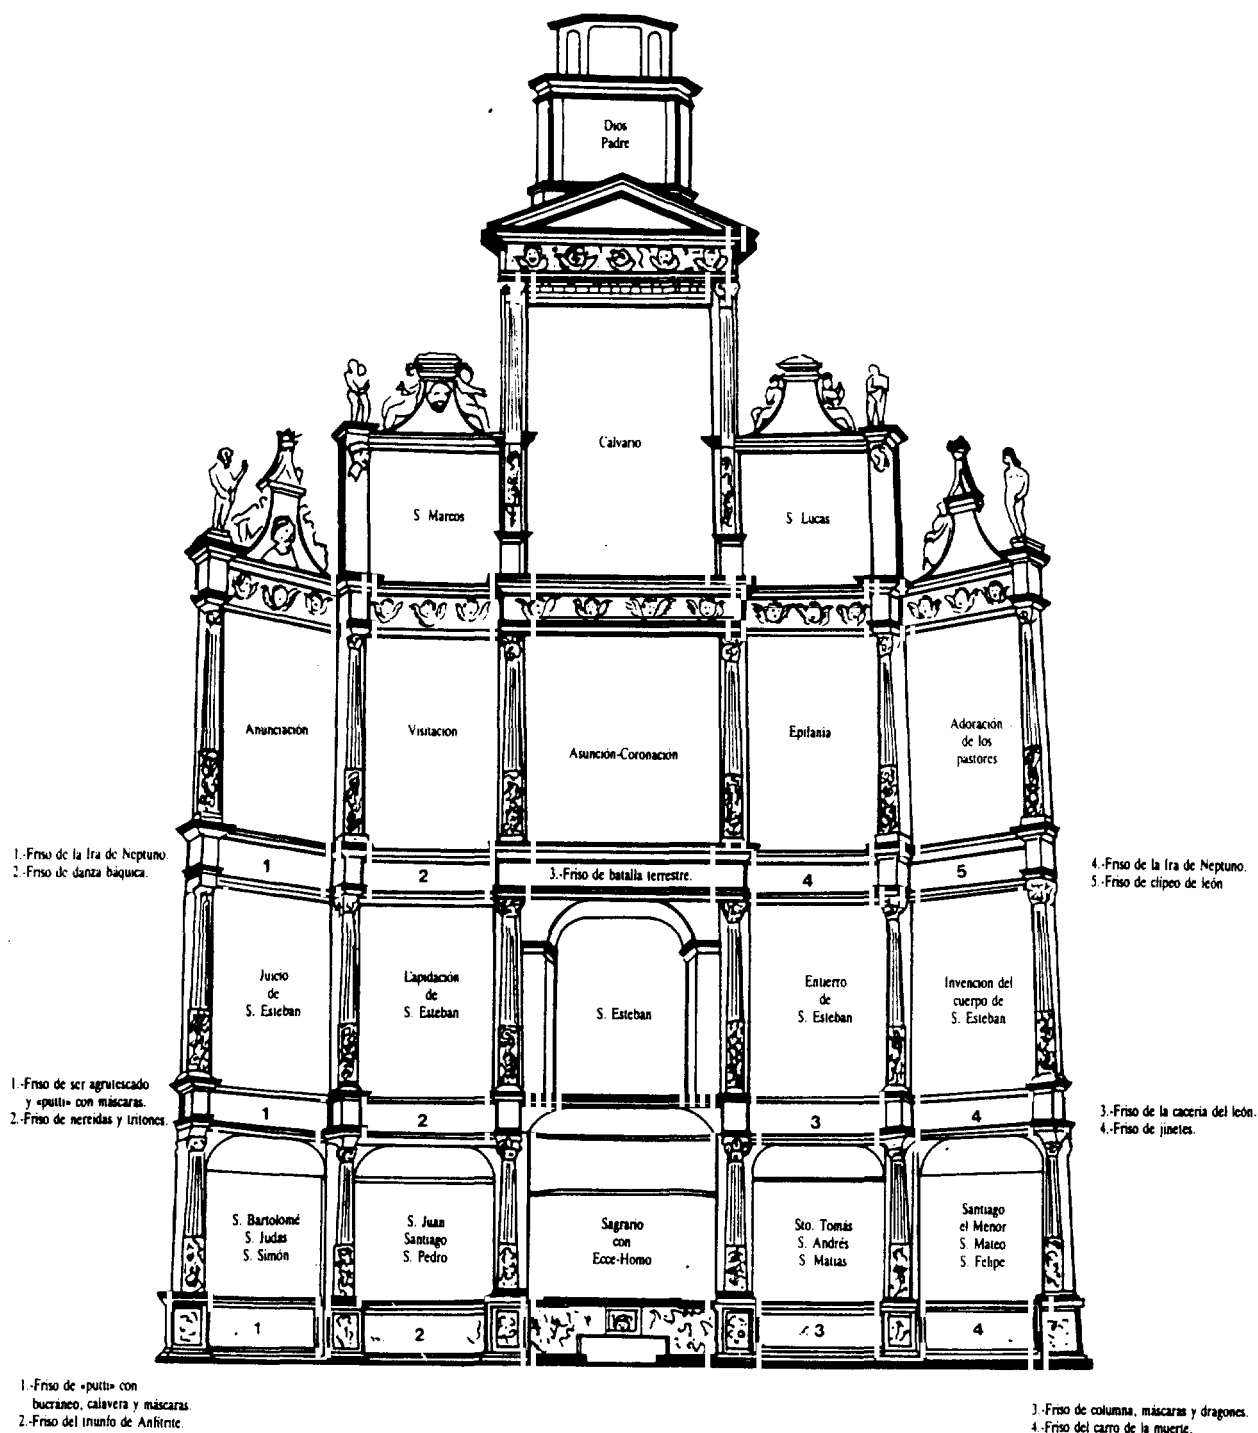 Dios
Padre
Calvario
S Marcos
S Lucas
Anunciación
Visitacion
Asunción-Coronación
Epifania
Adoración
de los
pastores
1.-Friso de la Ira de Neptuno.
2.-Friso de danza báquica.
1
2
3.-Friso de batalla terrestre.
4
5
4.-Friso de la Ira de Neptuno.
5.-Friso de clipeo de león
Juicio
de
S. Esteban
Lapidación
de
S. Esteban
S. Esteban
Entierro
de
S. Esteban
Invencion del
cuerpo de
S. Esteban
1.-Friso de ser agrutescado
y «putti» con máscaras.
2.-Friso de nereidas y tritones.
1
2
3
4
3.-Friso de la caceria del león.
4.-Friso de jinetes.
S. Bartolomé
S. Judas
S. Simón
S. Juan
Santiago
S. Pedro
Sagrario
con
Ecce-Homo
Sto. Tomás
S. Andrés
S Matias
Santiago
el Menor
S. Mateo
S. Felipe
1
2
3
4
1.-Friso de «putti» con
bucráneo, calavera y máscaras
2.-Friso del triunfo de Anfitrite.
3.-Friso de columna, máscaras y dragones.
4.-Friso del carro de la muerte.